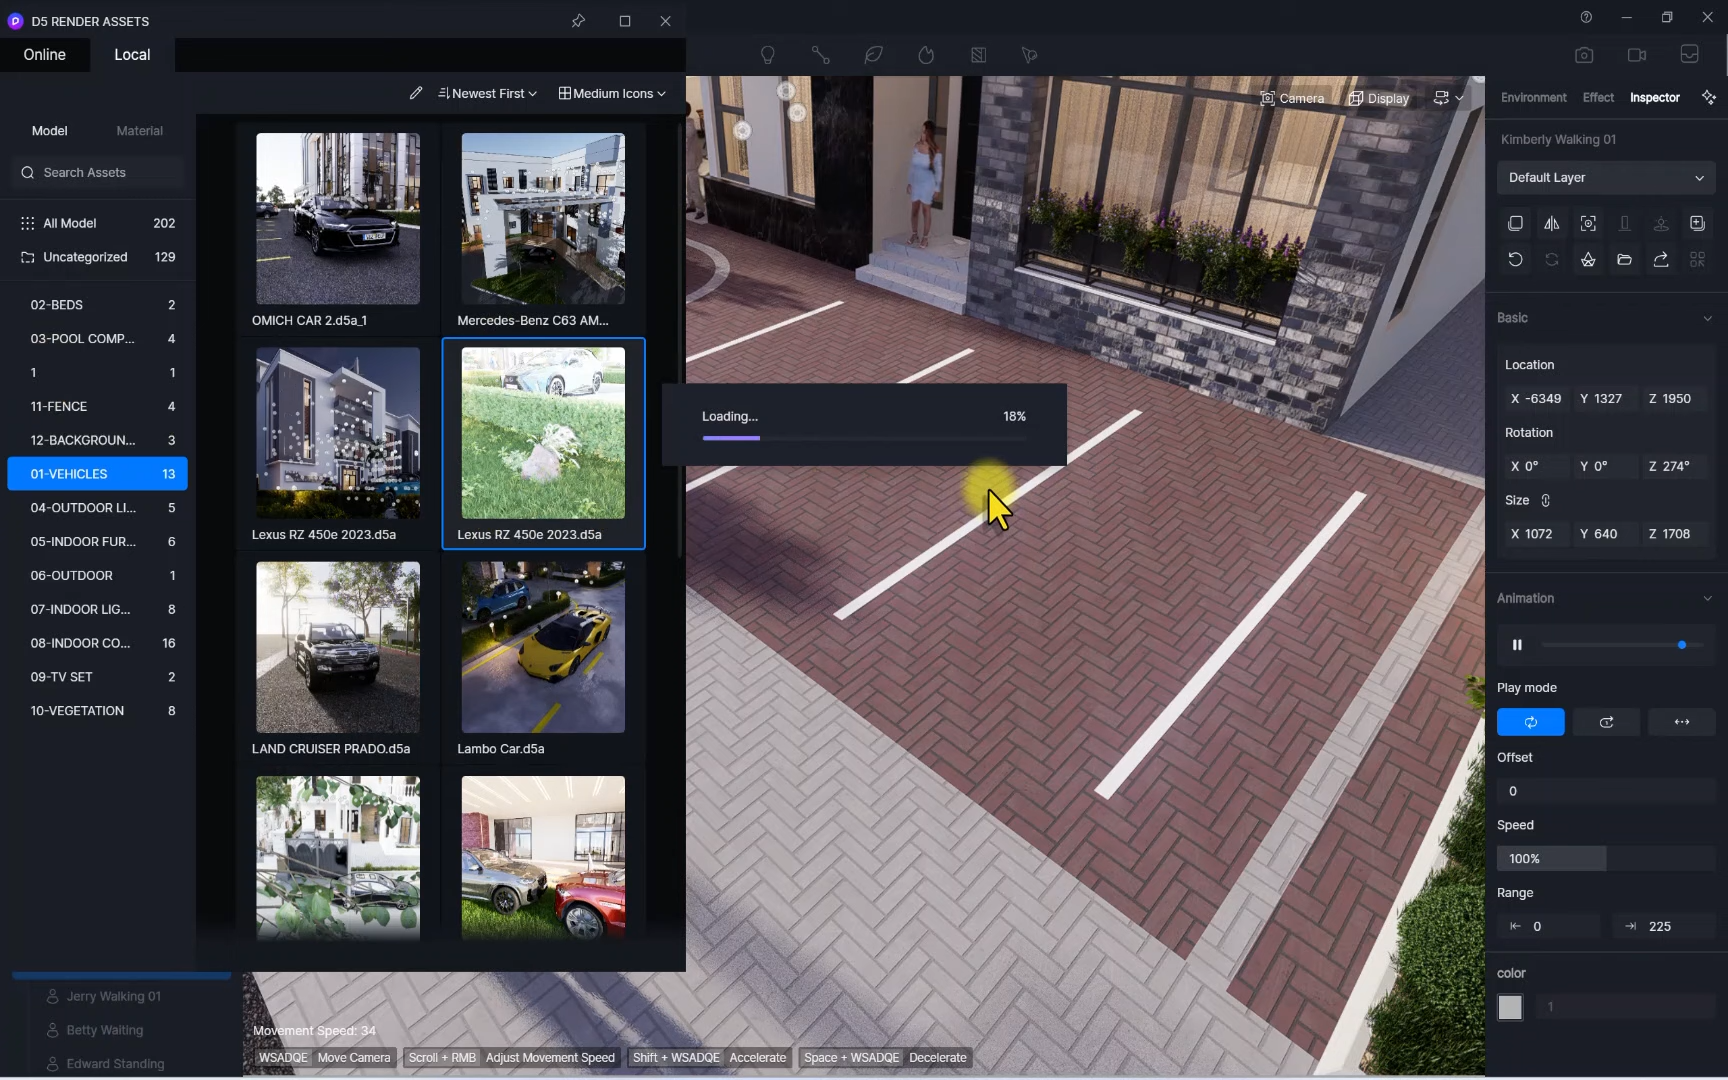 D5 RENDER ASSETS
Online
Local
Newest First
Medium Icons
Model
Material
Search Assets
All Model 202
Uncategorized 129
02-BEDS 2
03-POOL COMP... 4
1 1
11-FENCE 4
12-BACKGROUN... 3
01-VEHICLES 13
04-OUTDOOR LI... 5
05-INDOOR FUR... 6
06-OUTDOOR 1
07-INDOOR LIG... 8
08-INDOOR CO... 16
09-TV SET 2
10-VEGETATION 8
OMICH CAR 2.d5a_1
Mercedes-Benz C63 AM...
Lexus RZ 450e 2023.d5a
Lexus RZ 450e 2023.d5a
LAND CRUISER PRADO.d5a
Lambo Car.d5a
Loading... 18%
Camera
Display
Jerry Walking 01
Betty Waiting
Edward Standing
Movement Speed: 34
WSADQE Move Camera Scroll + RMB Adjust Movement Speed Shift + WSADQE Accelerate Space + WSADQE Decelerate
Environment Effect Inspector
Kimberly Walking 01
Default Layer
Basic
Location
X -6349 Y 1327 Z 1950
Rotation
X 0° Y 0° Z 274°
Size
X 1072 Y 640 Z 1708
Animation
Play mode
Offset
0
Speed
100%
Range
0 225
color
1